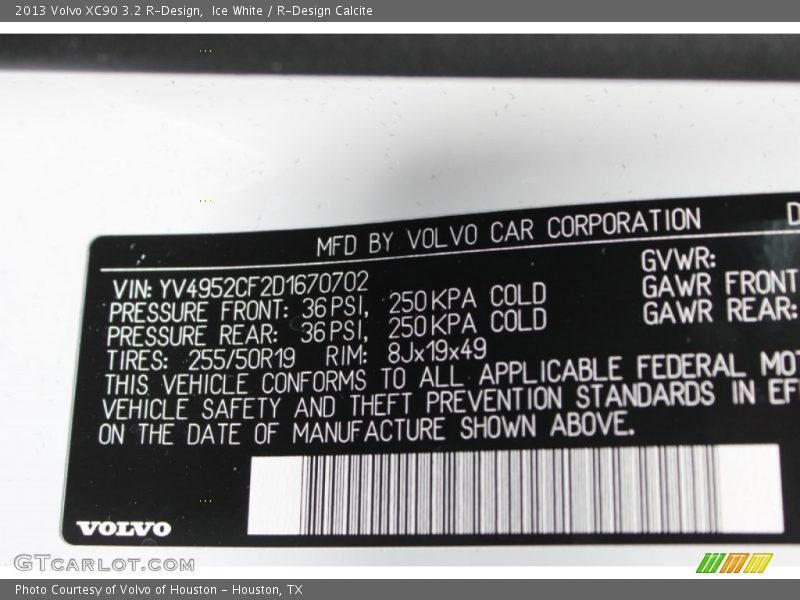 2013 Volvo XC90 3.2 R-Design,  Ice White / R-Design Calcite
MFD BY VOLVO CAR CORPORATION
VIN: YV4952CF2D1670702
PRESSURE FRONT: 36 PSI, 250 KPA COLD
PRESSURE REAR: 36 PSI, 250 KPA COLD
TIRES: 255/50R19 RIM: 8Jx19x49
GVWR:
GAWR FRONT
GAWR REAR:
THIS VEHICLE CONFORMS TO ALL APPLICABLE FEDERAL MOT
VEHICLE SAFETY AND THEFT PREVENTION STANDARDS IN EF
ON THE DATE OF MANUFACTURE SHOWN ABOVE.
VOLVO
GTCARLOT.COM
Photo Courtesy of Volvo of Houston - Houston, TX